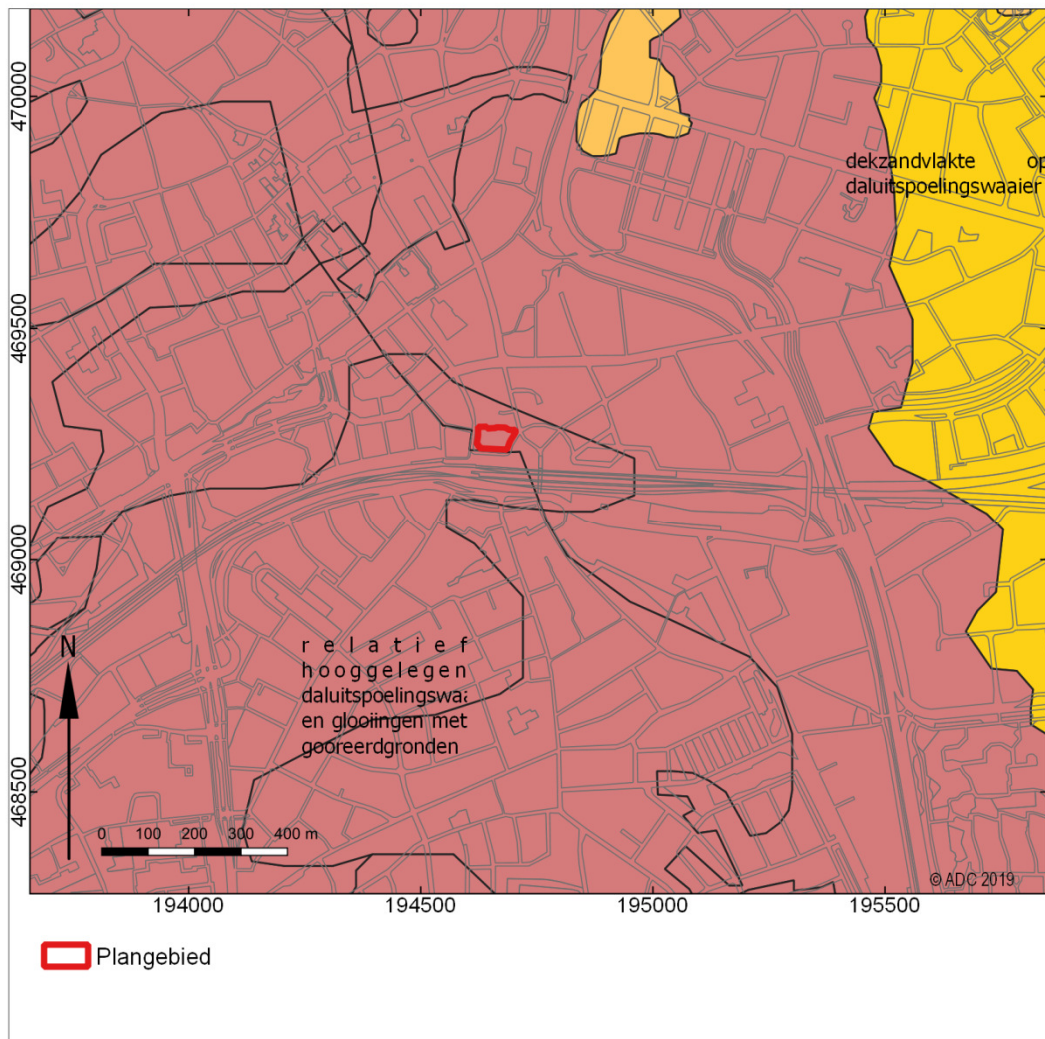 470000
469500
469000
468500
dekzandvlakte op
daluitspoelingswaaier
relatief
hooggelegen
daluitspoelingswaa
en glooiingen met
gooreerdgronden
N
0 100 200 300 400 m
© ADC 2019
194000 194500 195000 195500
Plangebied